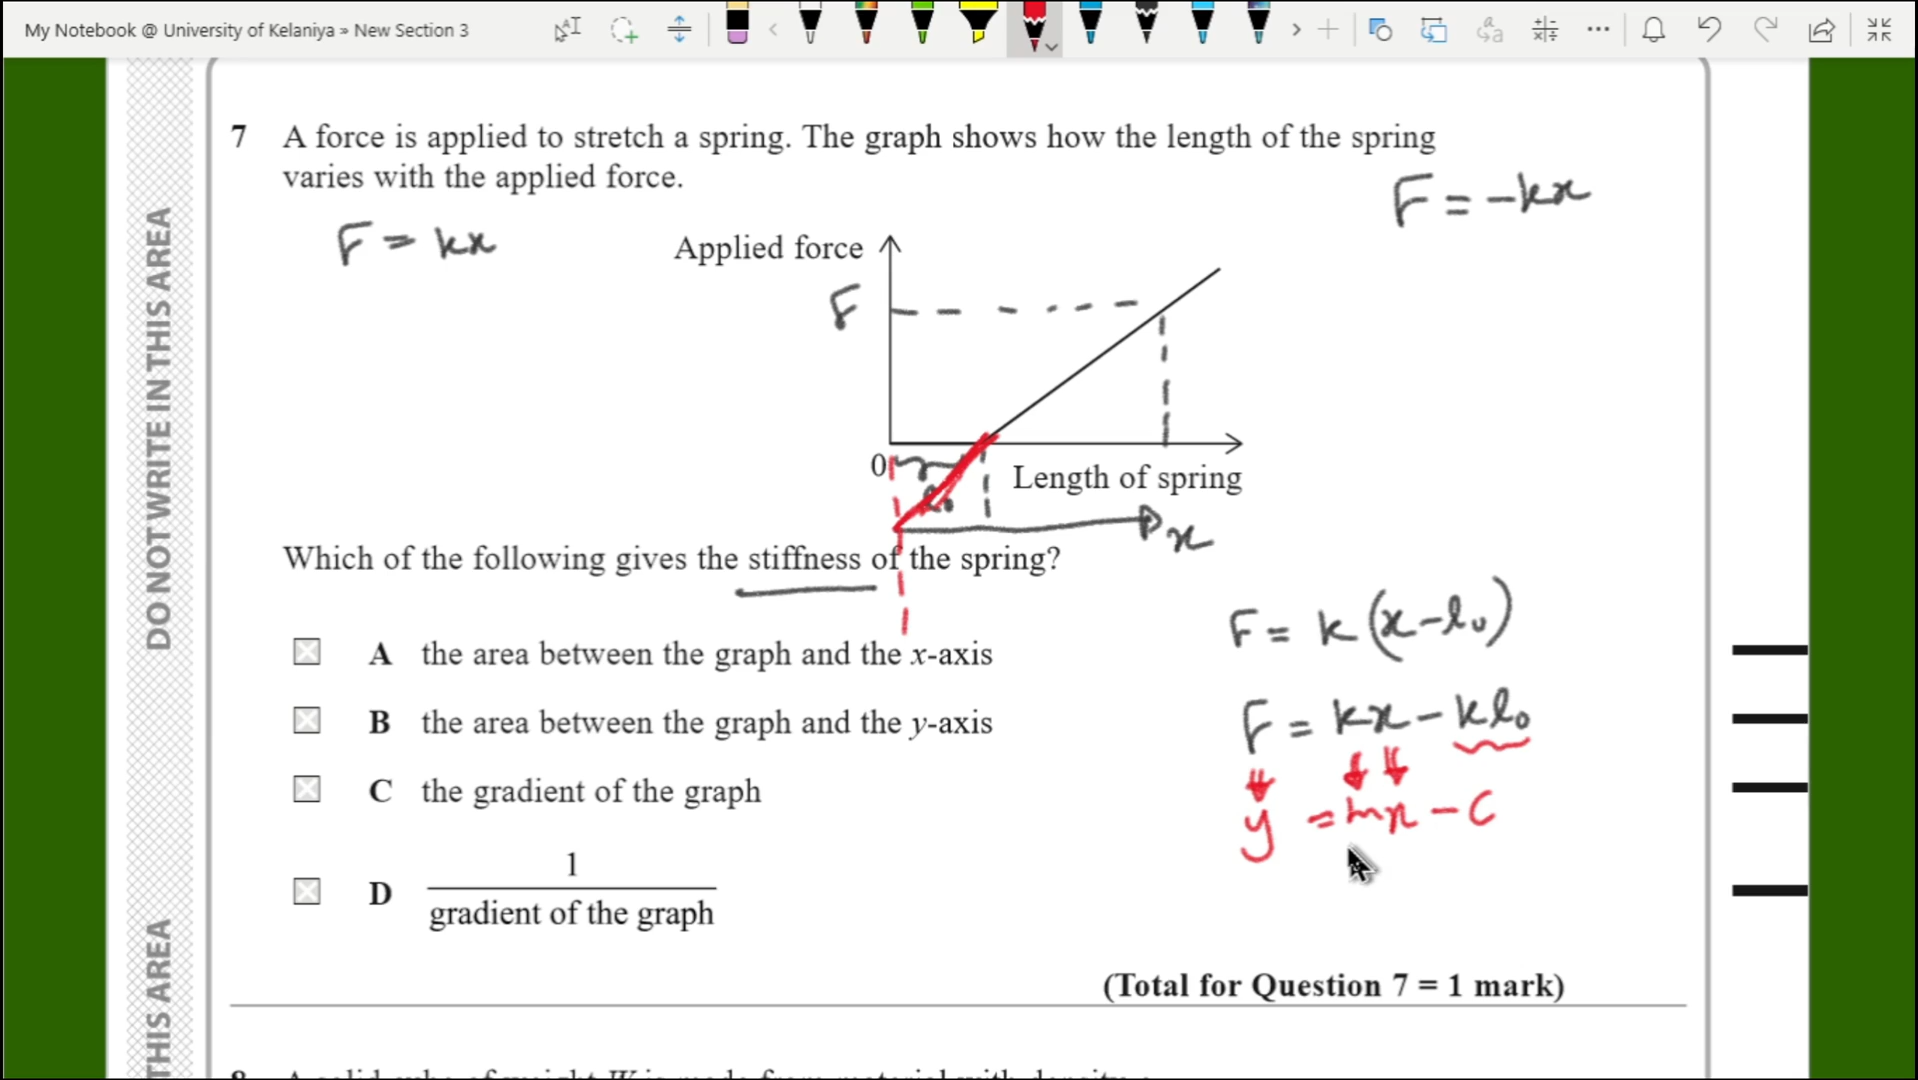 My Notebook @ University of Kelaniya » New Section 3
DO NOT WRITE IN THIS AREA
7 A force is applied to stretch a spring. The graph shows how the length of the spring
varies with the applied force.
F = kx
F = -kx
Applied force
F
0
l₀
Length of spring
x
Which of the following gives the stiffness of the spring?
A the area between the graph and the x-axis
B the area between the graph and the y-axis
C the gradient of the graph
D 1
gradient of the graph
F = k (x - l₀)
F = kx - kl₀
y = mx - c
(Total for Question 7 = 1 mark)
THIS AREA